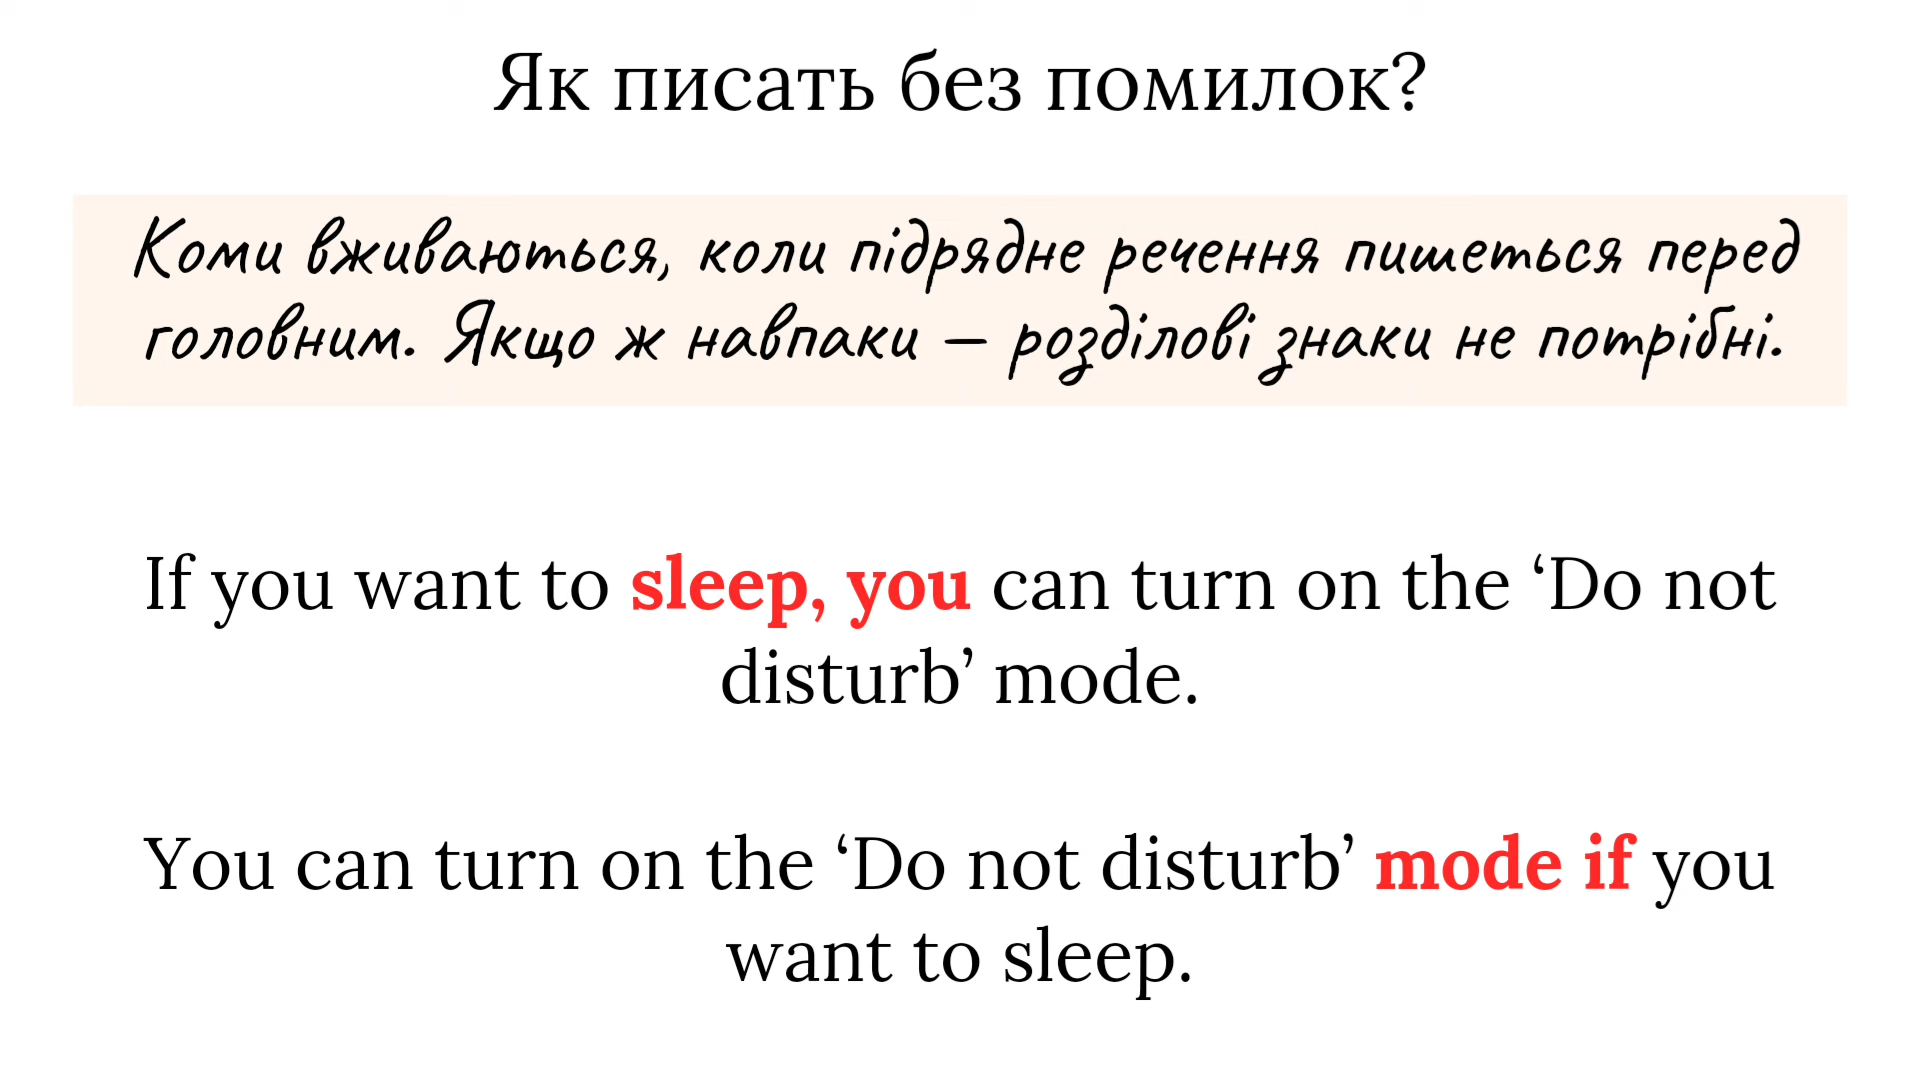 Як писать без помилок?
Коми вживаються, коли підрядне речення пишеться перед
головним. Якщо ж навпаки — розділові знаки не потрібні.
If you want to sleep, you can turn on the ‘Do not
disturb’ mode.
You can turn on the ‘Do not disturb’ mode if you
want to sleep.